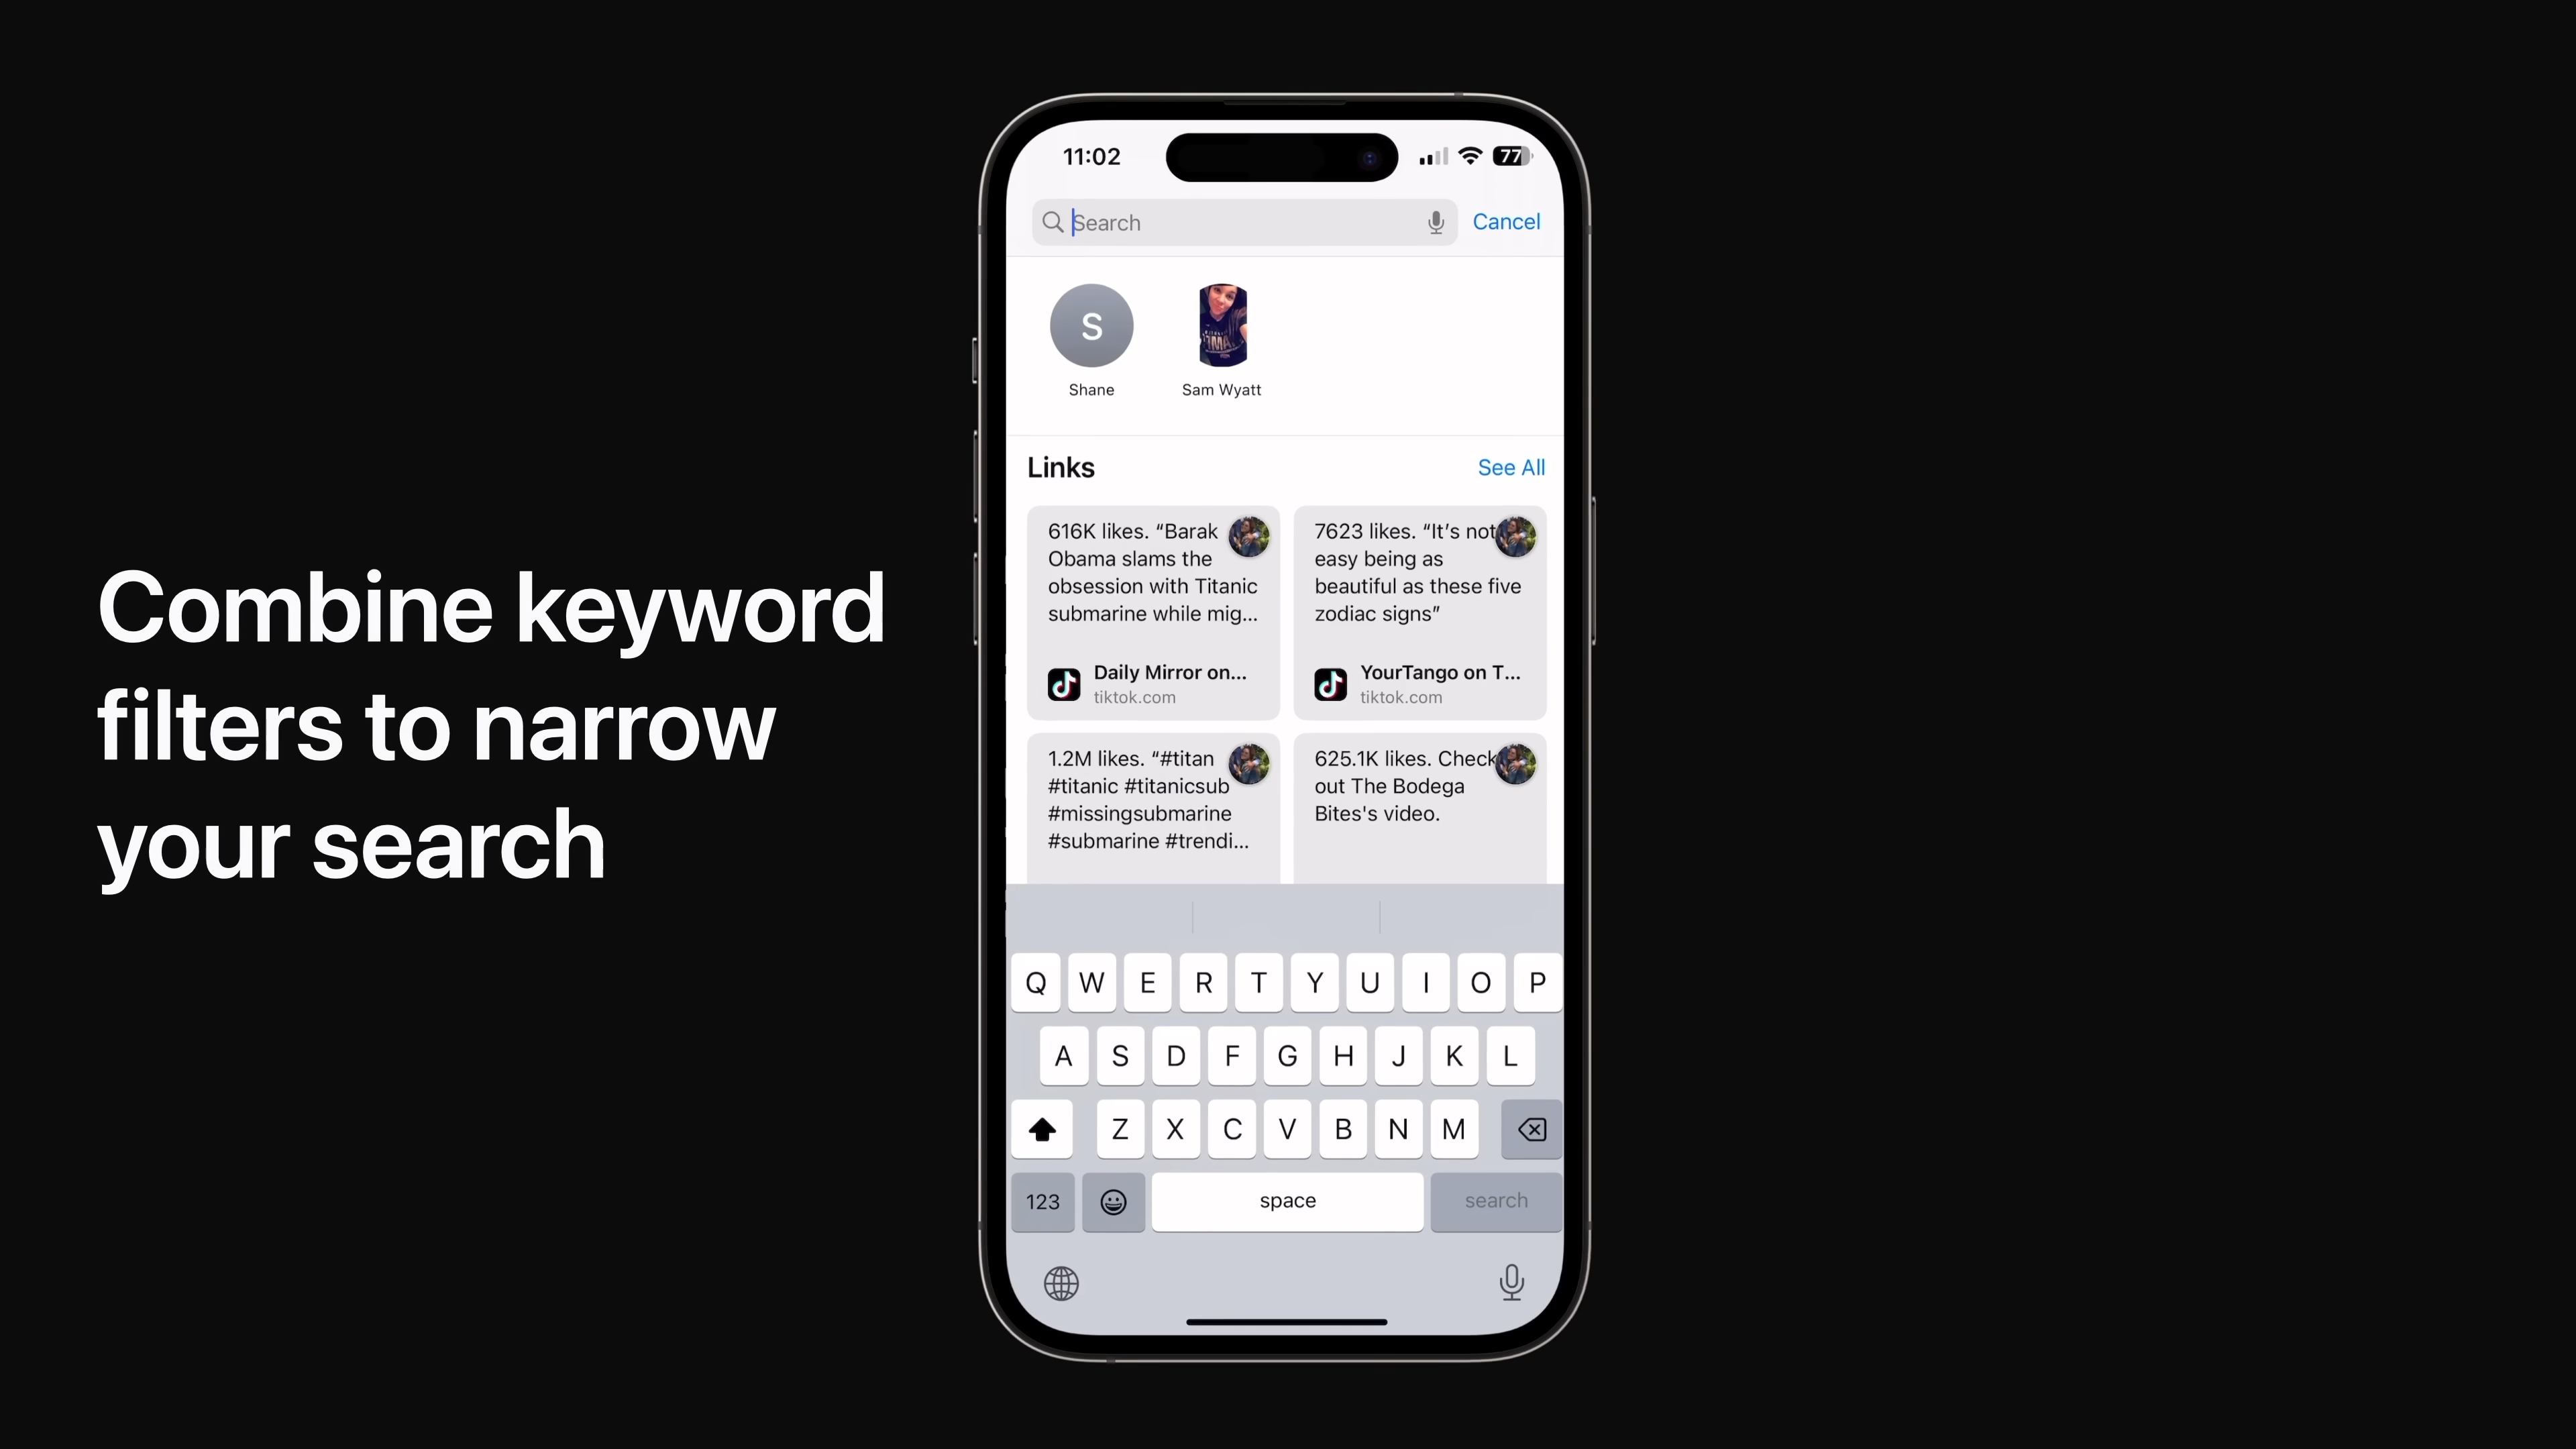 Combine keyword
filters to narrow
your search
11:02
77
Search
Cancel
S
Shane
Sam Wyatt
Links
See All
616K likes. “Barak
Obama slams the
obsession with Titanic
submarine while mig...
Daily Mirror on...
tiktok.com
7623 likes. “It’s not
easy being as
beautiful as these five
zodiac signs”
YourTango on T...
tiktok.com
1.2M likes. “#titan
#titanic #titanicsub
#missingsubmarine
#submarine #trendi...
625.1K likes. Check
out The Bodega
Bites's video.
Q W E R T Y U I O P
A S D F G H J K L
Z X C V B N M
123 space search